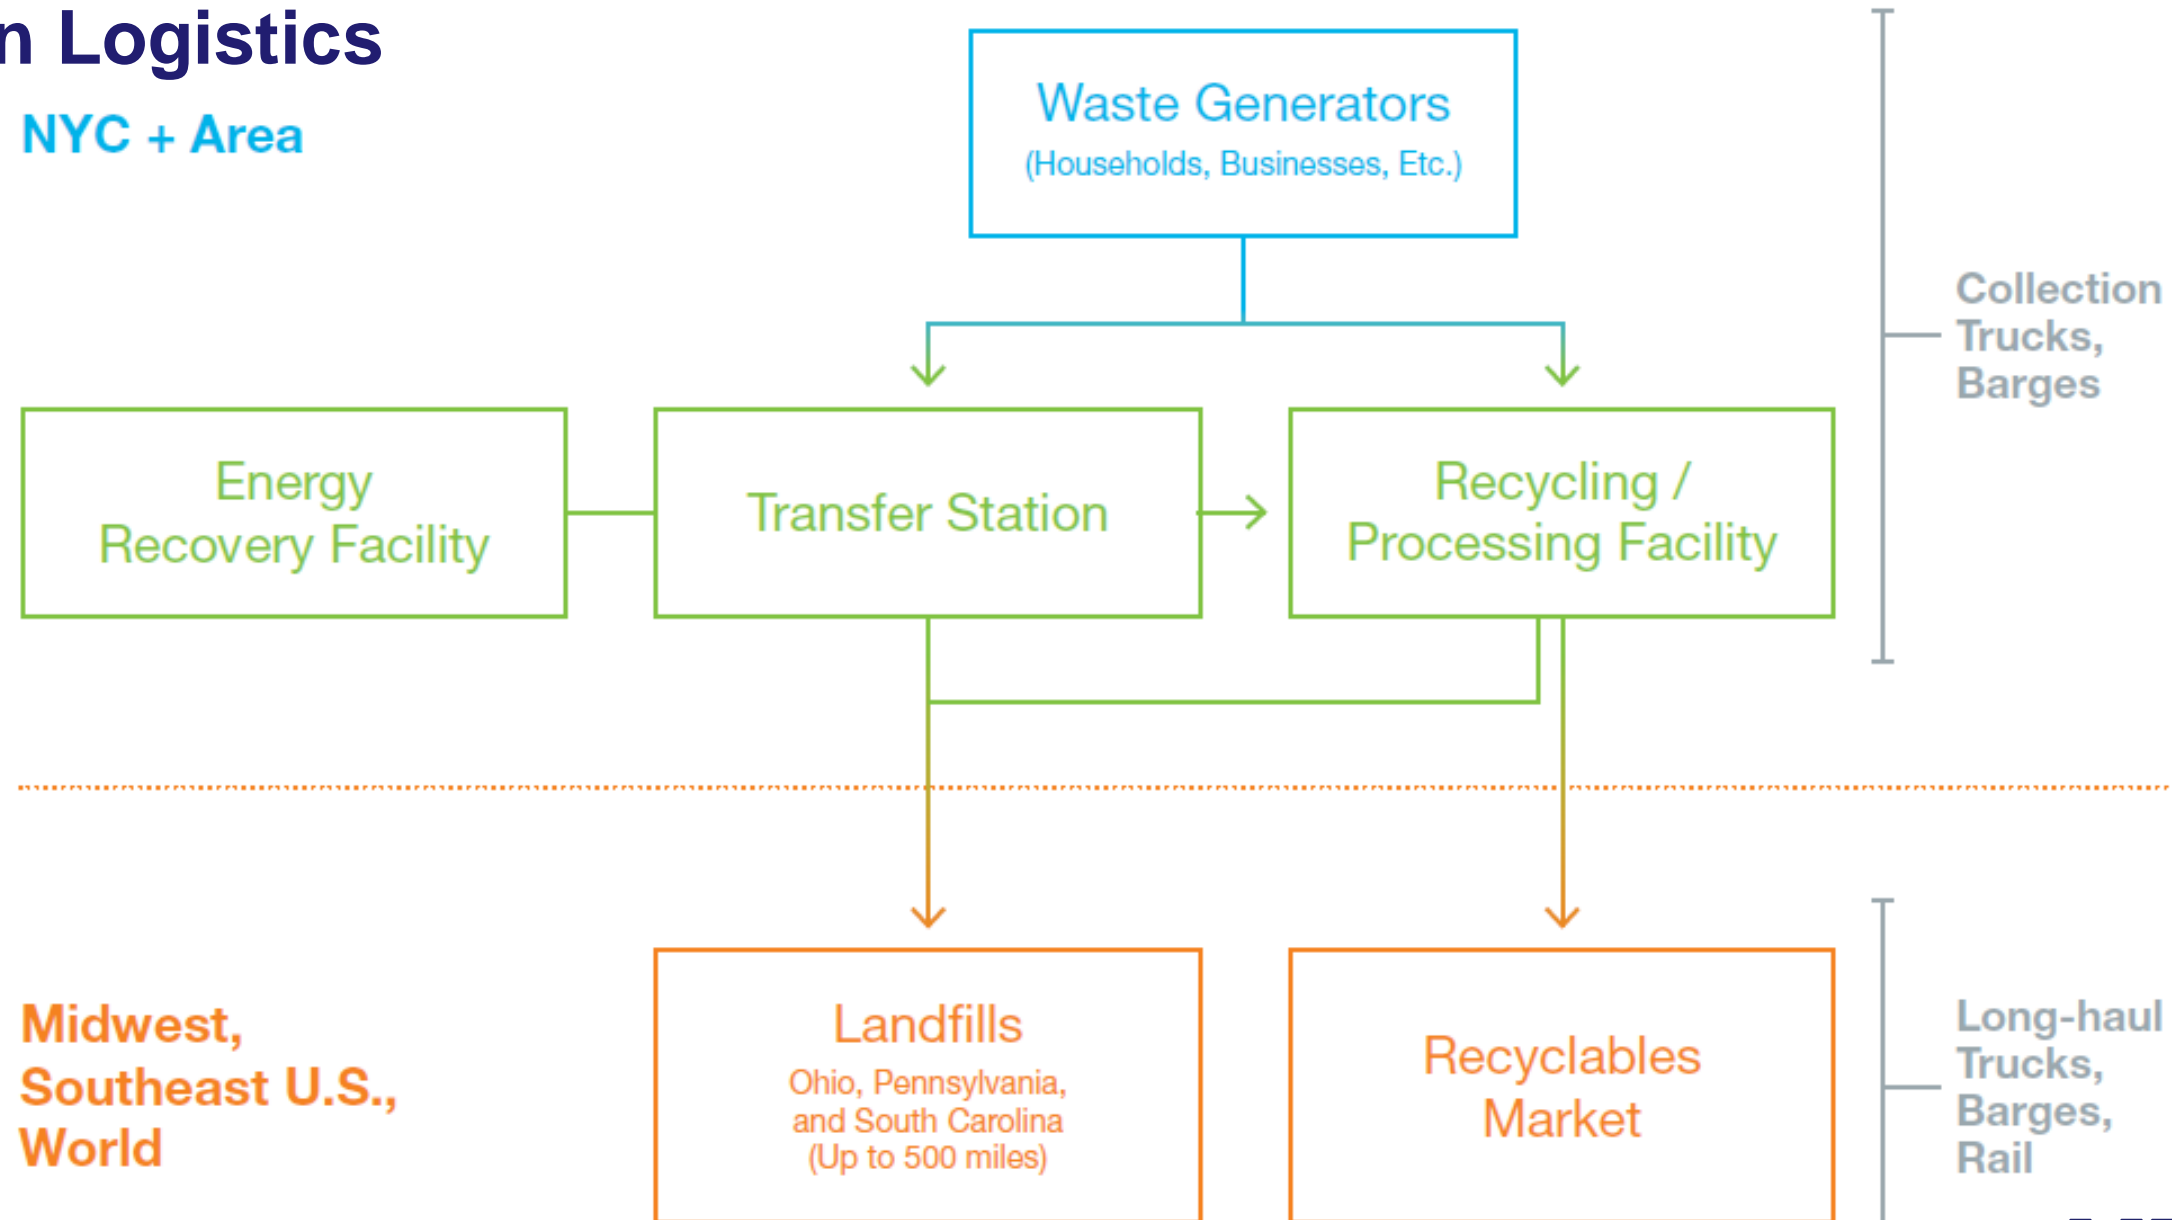 n Logistics
NYC + Area
Waste Generators
(Households, Businesses, Etc.)
Collection
Trucks,
Barges
Energy
Recovery Facility
Transfer Station
Recycling /
Processing Facility
Midwest,
Southeast U.S.,
World
Landfills
Ohio, Pennsylvania,
and South Carolina
(Up to 500 miles)
Recyclables
Market
Long-haul
Trucks,
Barges,
Rail